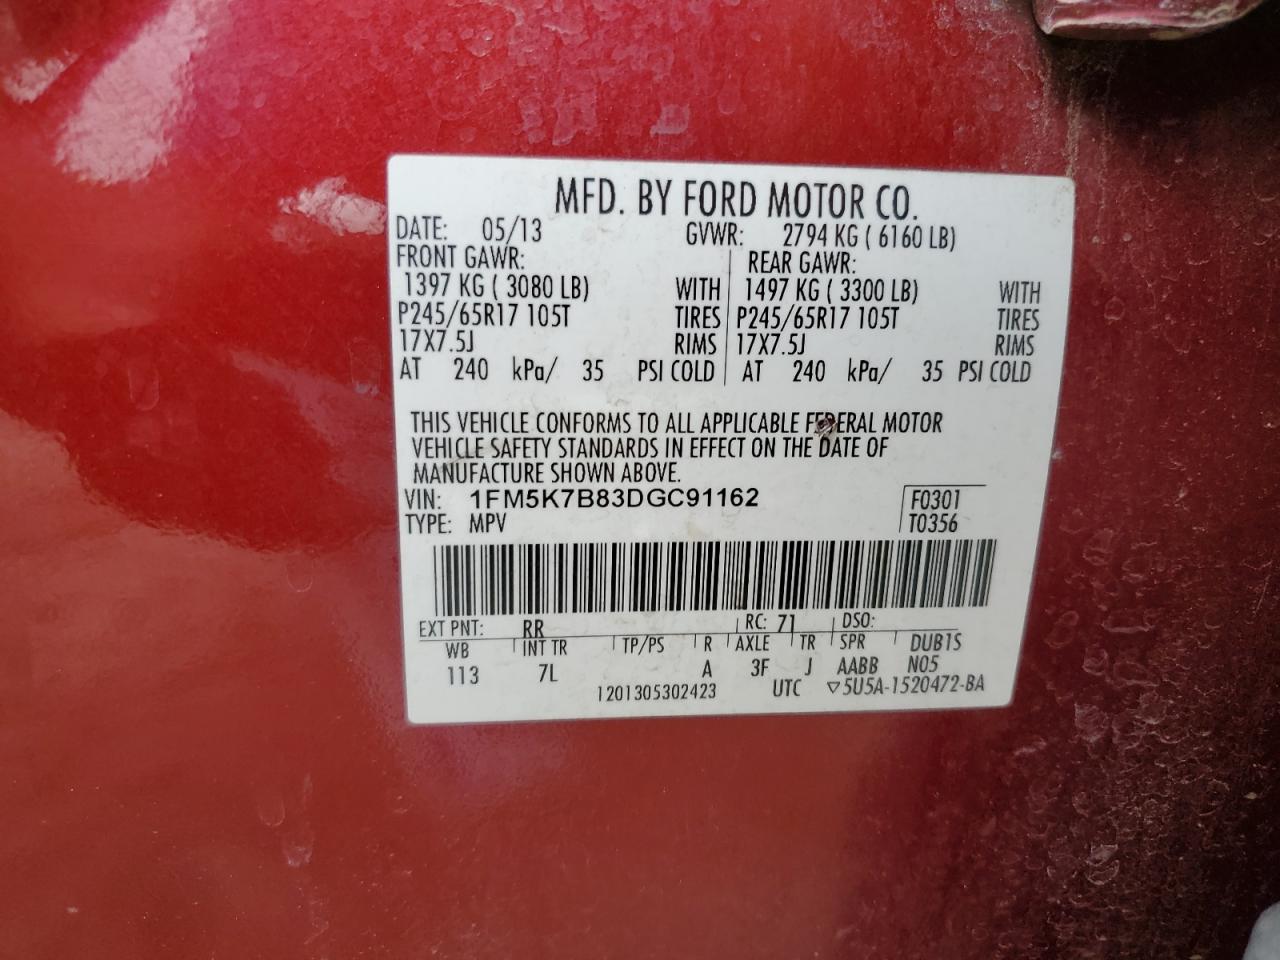 MFD. BY FORD MOTOR CO.
DATE: 05/13 GVWR: 2794 KG ( 6160 LB)
FRONT GAWR: REAR GAWR:
1397 KG ( 3080 LB) WITH 1497 KG ( 3300 LB) WITH
P245/65R17 105T TIRES P245/65R17 105T TIRES
17X7.5J RIMS 17X7.5J RIMS
AT 240 kPa/ 35 PSI COLD AT 240 kPa/ 35 PSI COLD
THIS VEHICLE CONFORMS TO ALL APPLICABLE FEDERAL MOTOR
VEHICLE SAFETY STANDARDS IN EFFECT ON THE DATE OF
MANUFACTURE SHOWN ABOVE.
VIN: 1FM5K7B83DGC91162 F0301
TYPE: MPV T0356
EXT PNT: RR RC: 71 DSO:
WB INT TR TP/PS R AXLE TR SPR DUB1S
113 7L A 3F J AABB N05
1201305302423 UTC ▽5U5A-1520472-BA